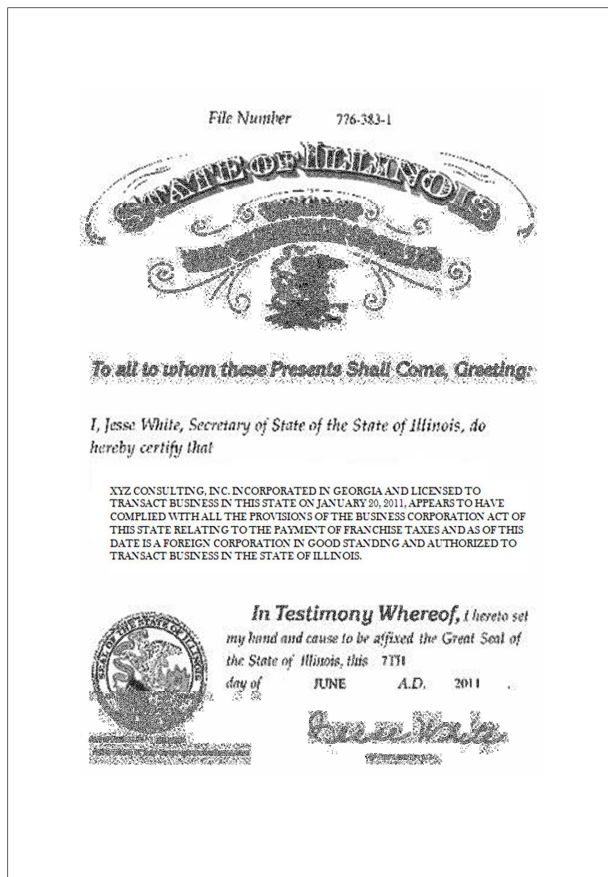 File Number 776-383-1
STATE OF ILLINOIS
To all to whom these Presents Shall Come, Greeting:
I, Jesse White, Secretary of State of the State of Illinois, do
hereby certify that
XYZ CONSULTING, INC. INCORPORATED IN GEORGIA AND LICENSED TO
TRANSACT BUSINESS IN THIS STATE ON JANUARY 20, 2011, APPEARS TO HAVE
COMPLIED WITH ALL THE PROVISIONS OF THE BUSINESS CORPORATION ACT OF
THIS STATE RELATING TO THE PAYMENT OF FRANCHISE TAXES AND AS OF THIS
DATE IS A FOREIGN CORPORATION IN GOOD STANDING AND AUTHORIZED TO
TRANSACT BUSINESS IN THE STATE OF ILLINOIS.
In Testimony Whereof, I hereto set
my hand and cause to be affixed the Great Seal of
the State of Illinois, this 7TH
day of JUNE A.D. 2011 .
SEAL OF THE STATE OF ILLINOIS